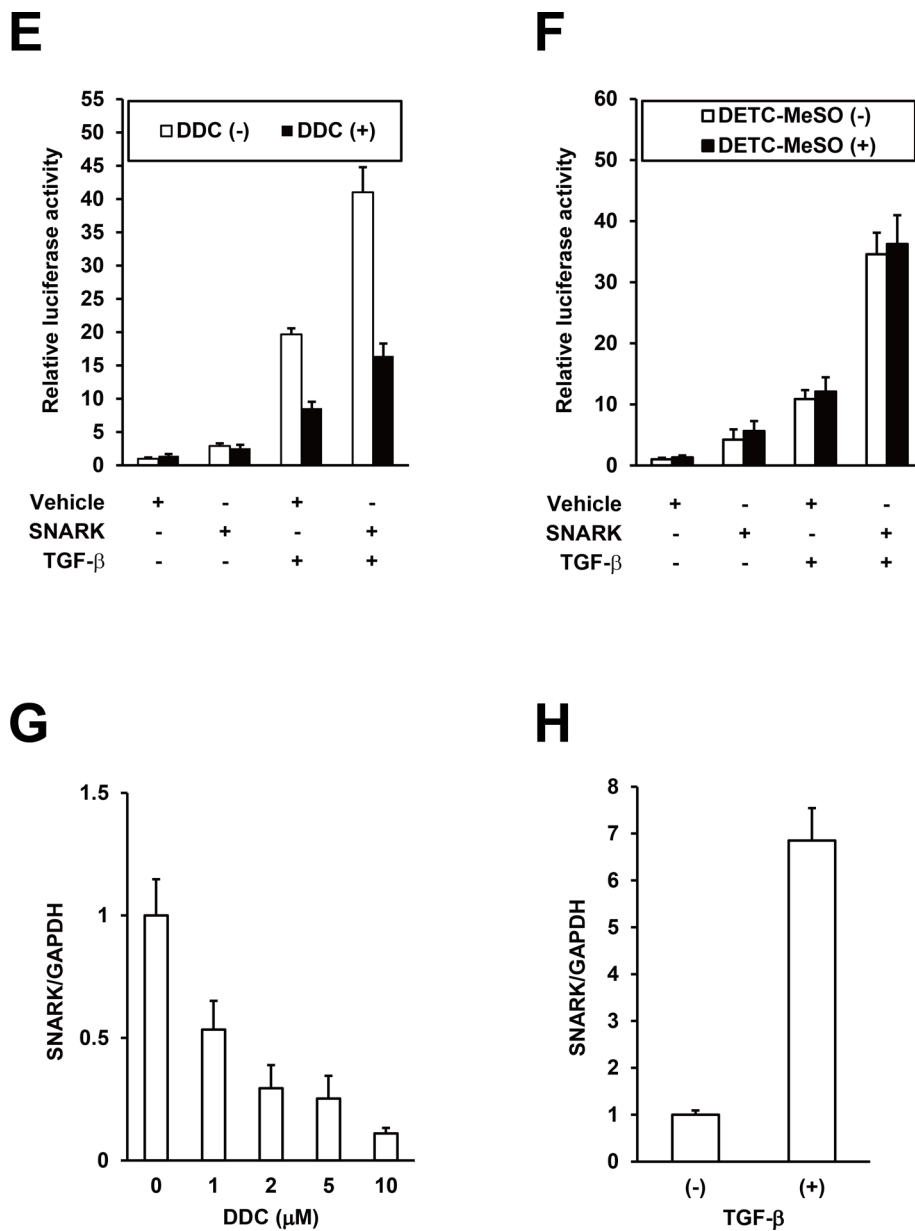 E
55
50
45
40
35
30
25
20
15
10
5
0
Relative luciferase activity
DDC (-) DDC (+)
Vehicle + - + -
SNARK - + - +
TGF-β - - + +
F
60
50
40
30
20
10
0
Relative luciferase activity
DETC-MeSO (-)
DETC-MeSO (+)
Vehicle + - + -
SNARK - + - +
TGF-β - - + +
G
1.5
1
0.5
0
SNARK/GAPDH
0 1 2 5 10
DDC (μM)
H
8
7
6
5
4
3
2
1
0
SNARK/GAPDH
(-) (+)
TGF-β